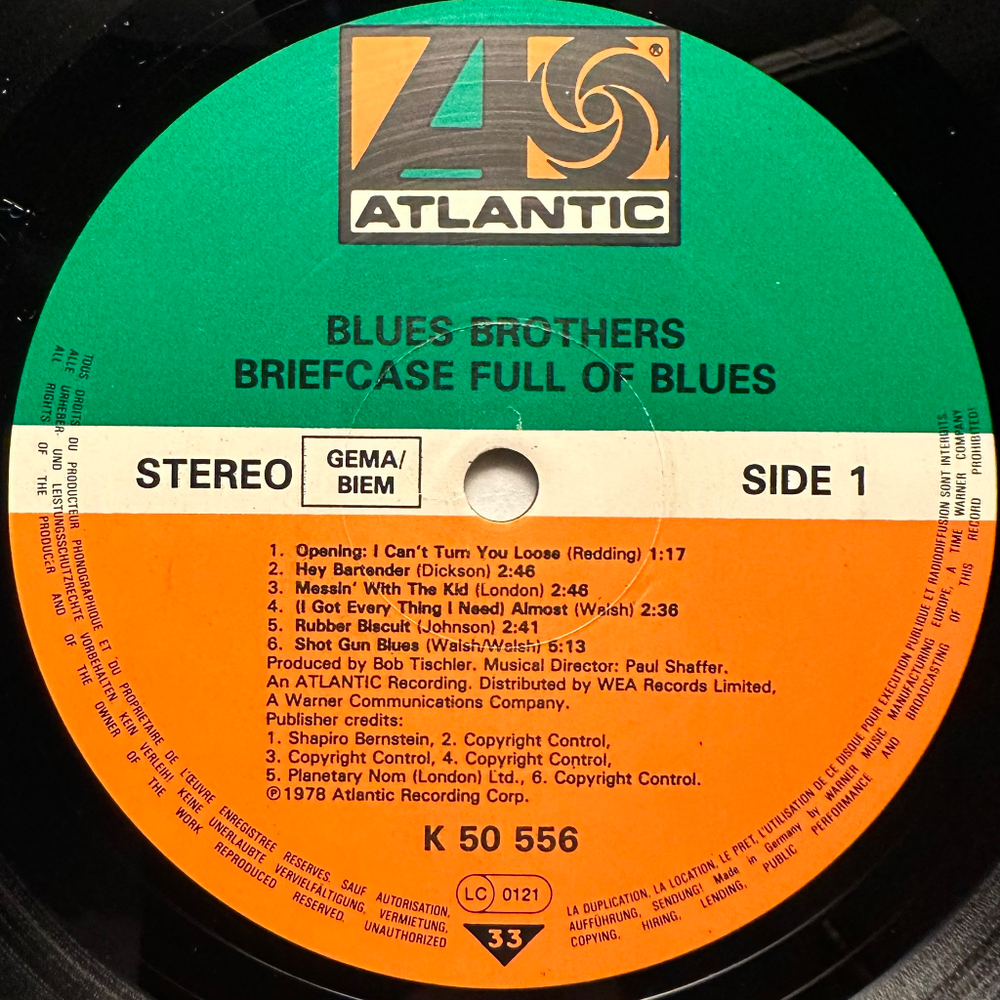 ATLANTIC
®
BLUES BROTHERS
BRIEFCASE FULL OF BLUES
STEREO
GEMA/
BIEM
SIDE 1
1. Opening: I Can't Turn You Loose (Redding) 1:17
2. Hey Bartender (Dickson) 2:46
3. Messin' With The Kid (London) 2:46
4. (I Got Every Thing I Need) Almost (Walsh) 2:36
5. Rubber Biscuit (Johnson) 2:41
6. Shot Gun Blues (Walsh/Walsh) 5:13
Produced by Bob Tischler. Musical Director: Paul Shaffer.
An ATLANTIC Recording. Distributed by WEA Records Limited,
A Warner Communications Company.
Publisher credits:
1. Shapiro Bernstein, 2. Copyright Control,
3. Copyright Control, 4. Copyright Control,
5. Planetary Nom (London) Ltd., 6. Copyright Control.
℗1978 Atlantic Recording Corp.
K 50 556
LC 0121
33
TOUS DROITS DU PRODUCTEUR PHONOGRAPHIQUE ET DU PROPRIETAIRE DE L'ŒUVRE ENREGISTREE RESERVES. SAUF AUTORISATION,
ALLE URHEBER- UND LEISTUNGSSCHUTZRECHTE VORBEHALTEN KEIN VERLEIH! KEINE UNERLAUBTE VERVIELFÄLTIGUNG, VERMIETUNG,
ALL RIGHTS OF THE PRODUCER AND OF THE OWNER OF THE WORK REPRODUCED RESERVED. UNAUTHORIZED
LA DUPLICATION, LA LOCATION, LE PRET, L'UTILISATION DE CE DISQUE POUR EXECUTION PUBLIQUE ET RADIODIFFUSION SONT INTERDITS.
AUFFÜHRUNG, SENDUNG! Made in Germany by WARNER MUSIC MANUFACTURING EUROPE, A TIME WARNER COMPANY
COPYING, HIRING, LENDING, PUBLIC PERFORMANCE AND BROADCASTING OF THIS RECORD PROHIBITED!